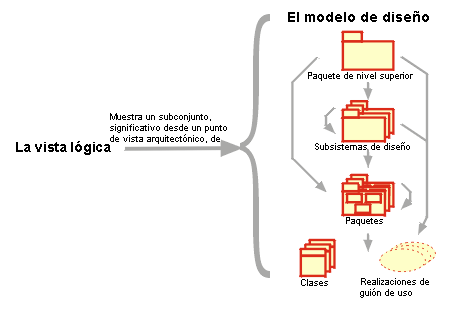 El modelo de diseño
Paquete de nivel superior
Muestra un subconjunto,
significativo desde un punto
de vista arquitectónico, de
La vista lógica
Subsistemas de diseño
Paquetes
Clases
Realizaciones de
guión de uso